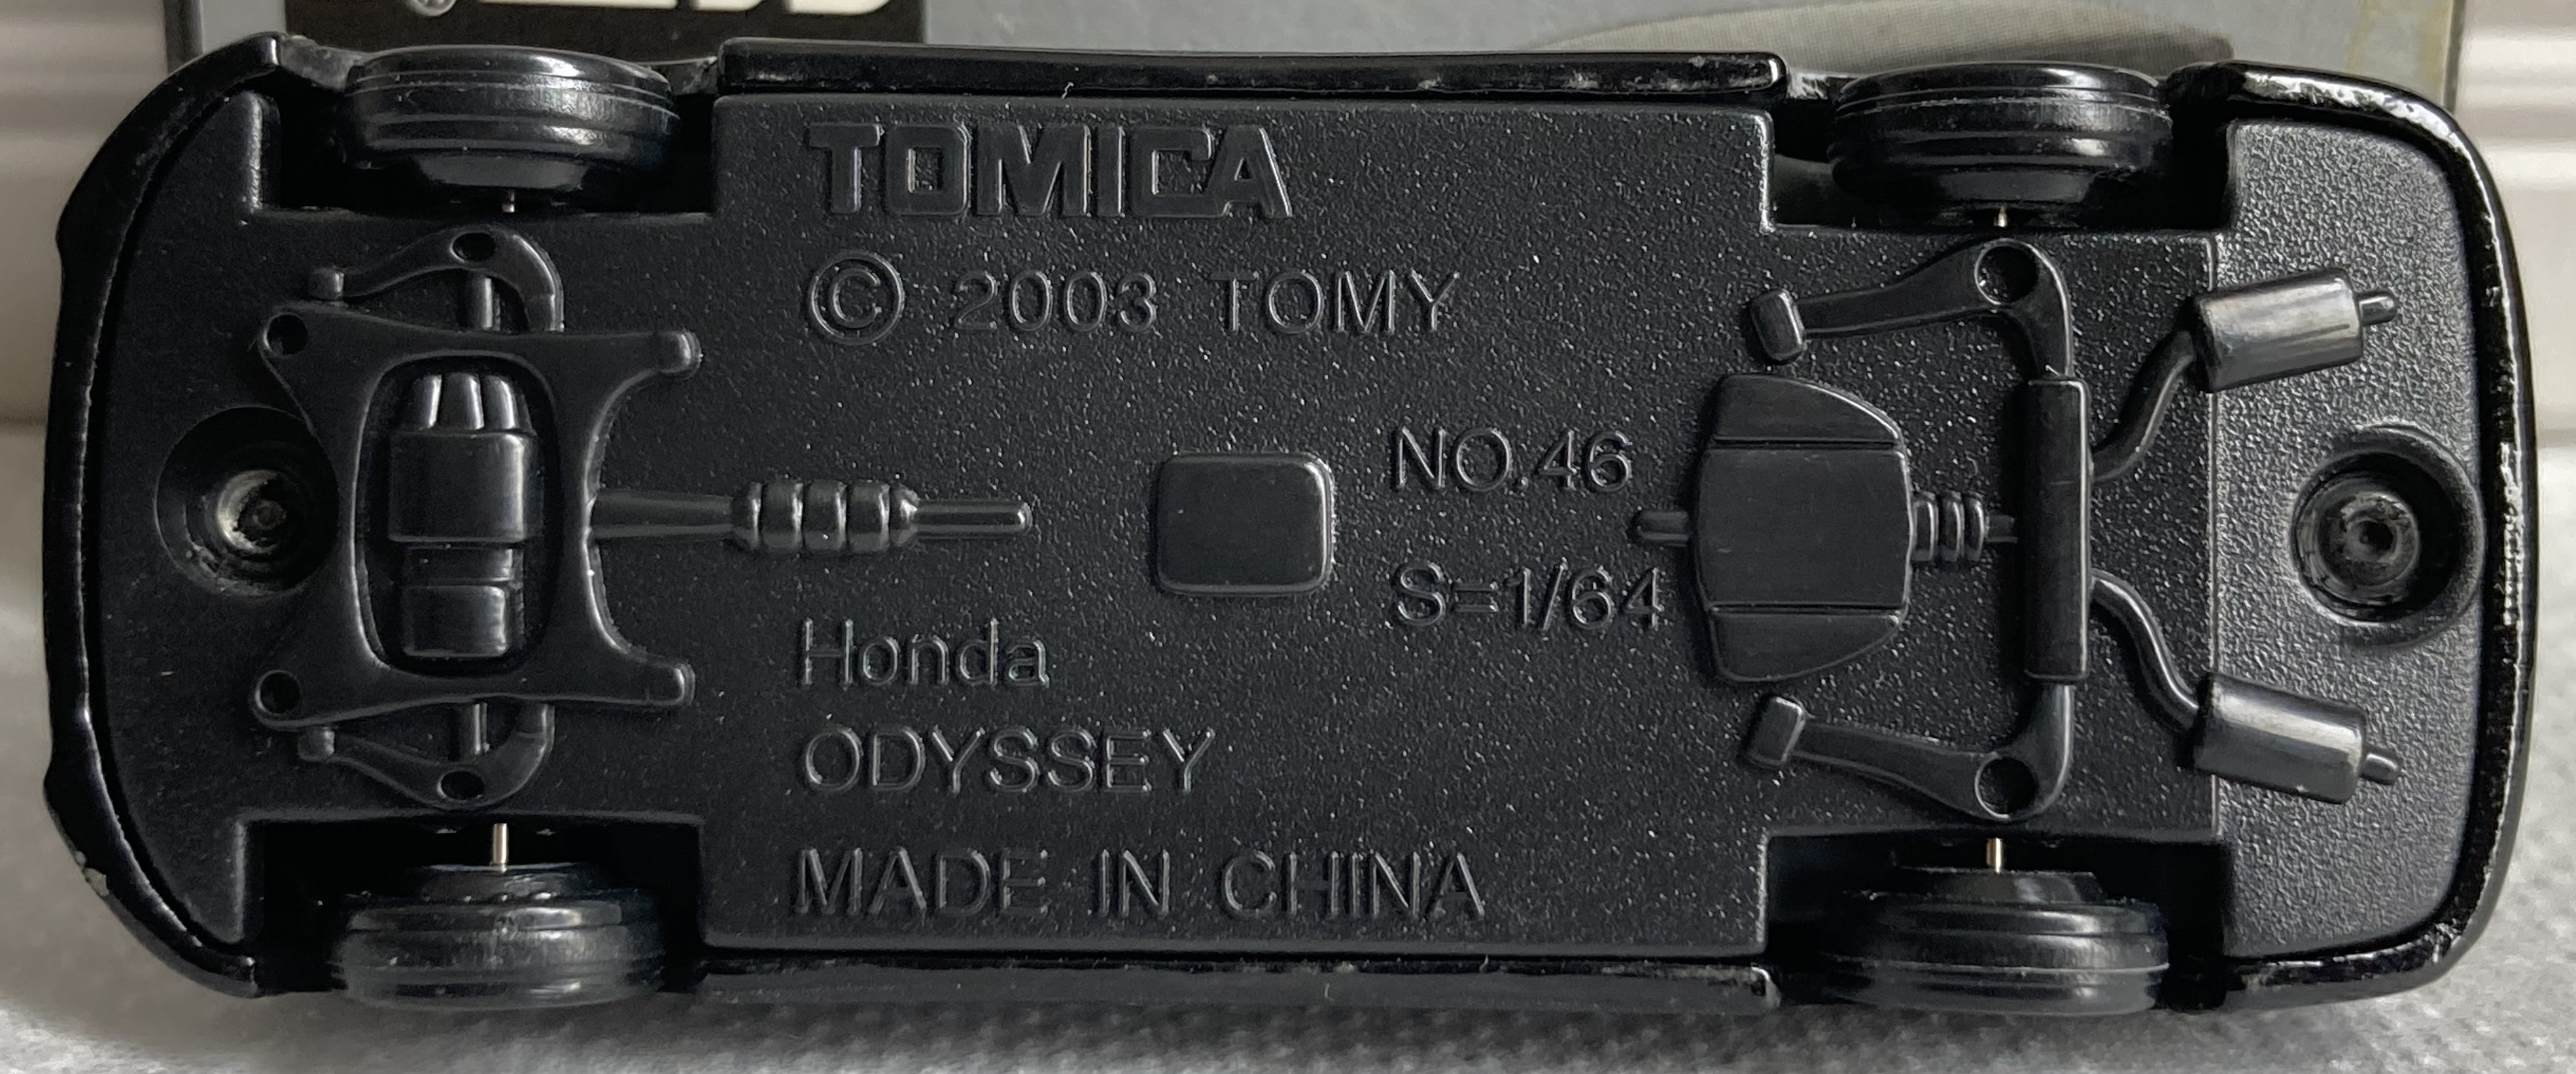 TOMICA
© 2003 TOMY
NO.46
S=1/64
Honda
ODYSSEY
MADE IN CHINA